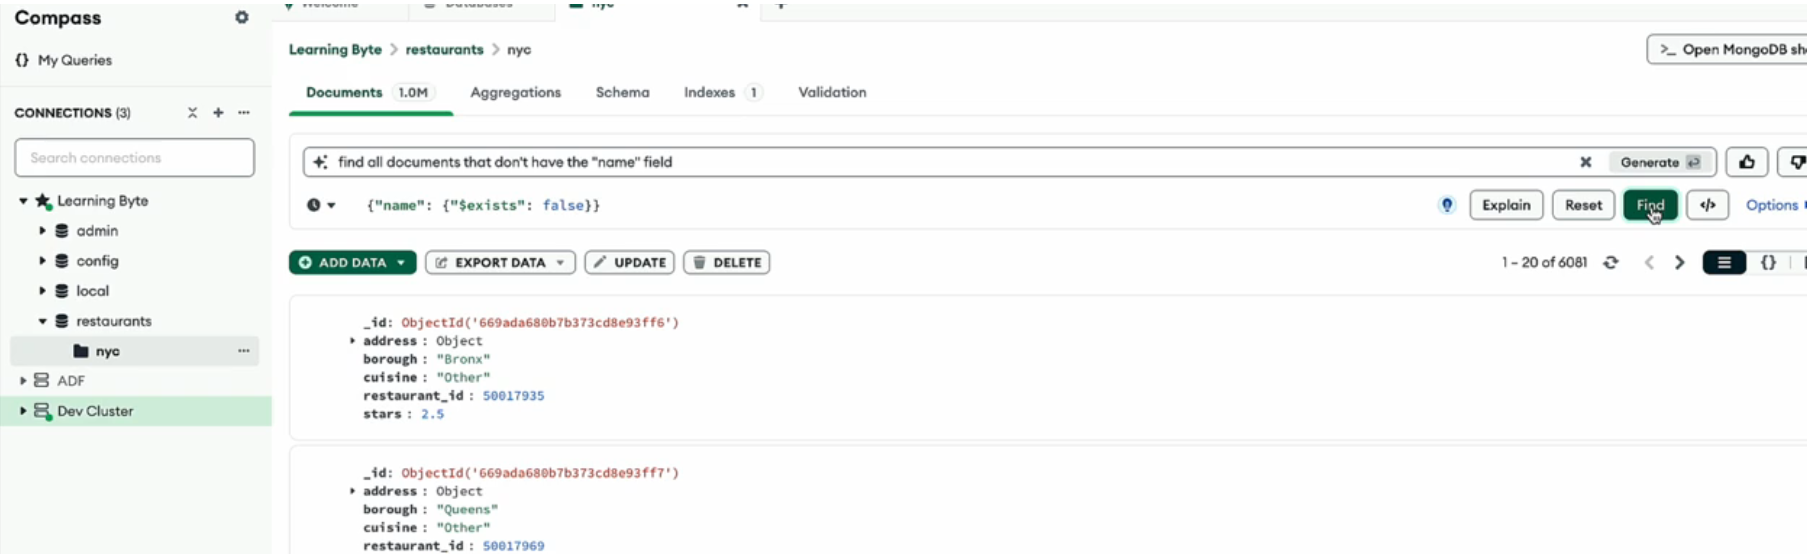 Compass
{} My Queries
CONNECTIONS (3)
Search connections
Learning Byte
admin
config
local
restaurants
nyc
ADF
Dev Cluster
Welcome
Databases
nyc
Learning Byte > restaurants > nyc
>_ Open MongoDB she
Documents 1.0M
Aggregations
Schema
Indexes 1
Validation
find all documents that don't have the "name" field
Generate
{"name": {"$exists": false}}
Explain
Reset
Find
</>
Options
ADD DATA
EXPORT DATA
UPDATE
DELETE
1 – 20 of 6081
{}
_id: ObjectId('669ada680b7b373cd8e93ff6')
address : Object
borough : "Bronx"
cuisine : "Other"
restaurant_id : 50017935
stars : 2.5
_id: ObjectId('669ada680b7b373cd8e93ff7')
address : Object
borough : "Queens"
cuisine : "Other"
restaurant_id : 50017969